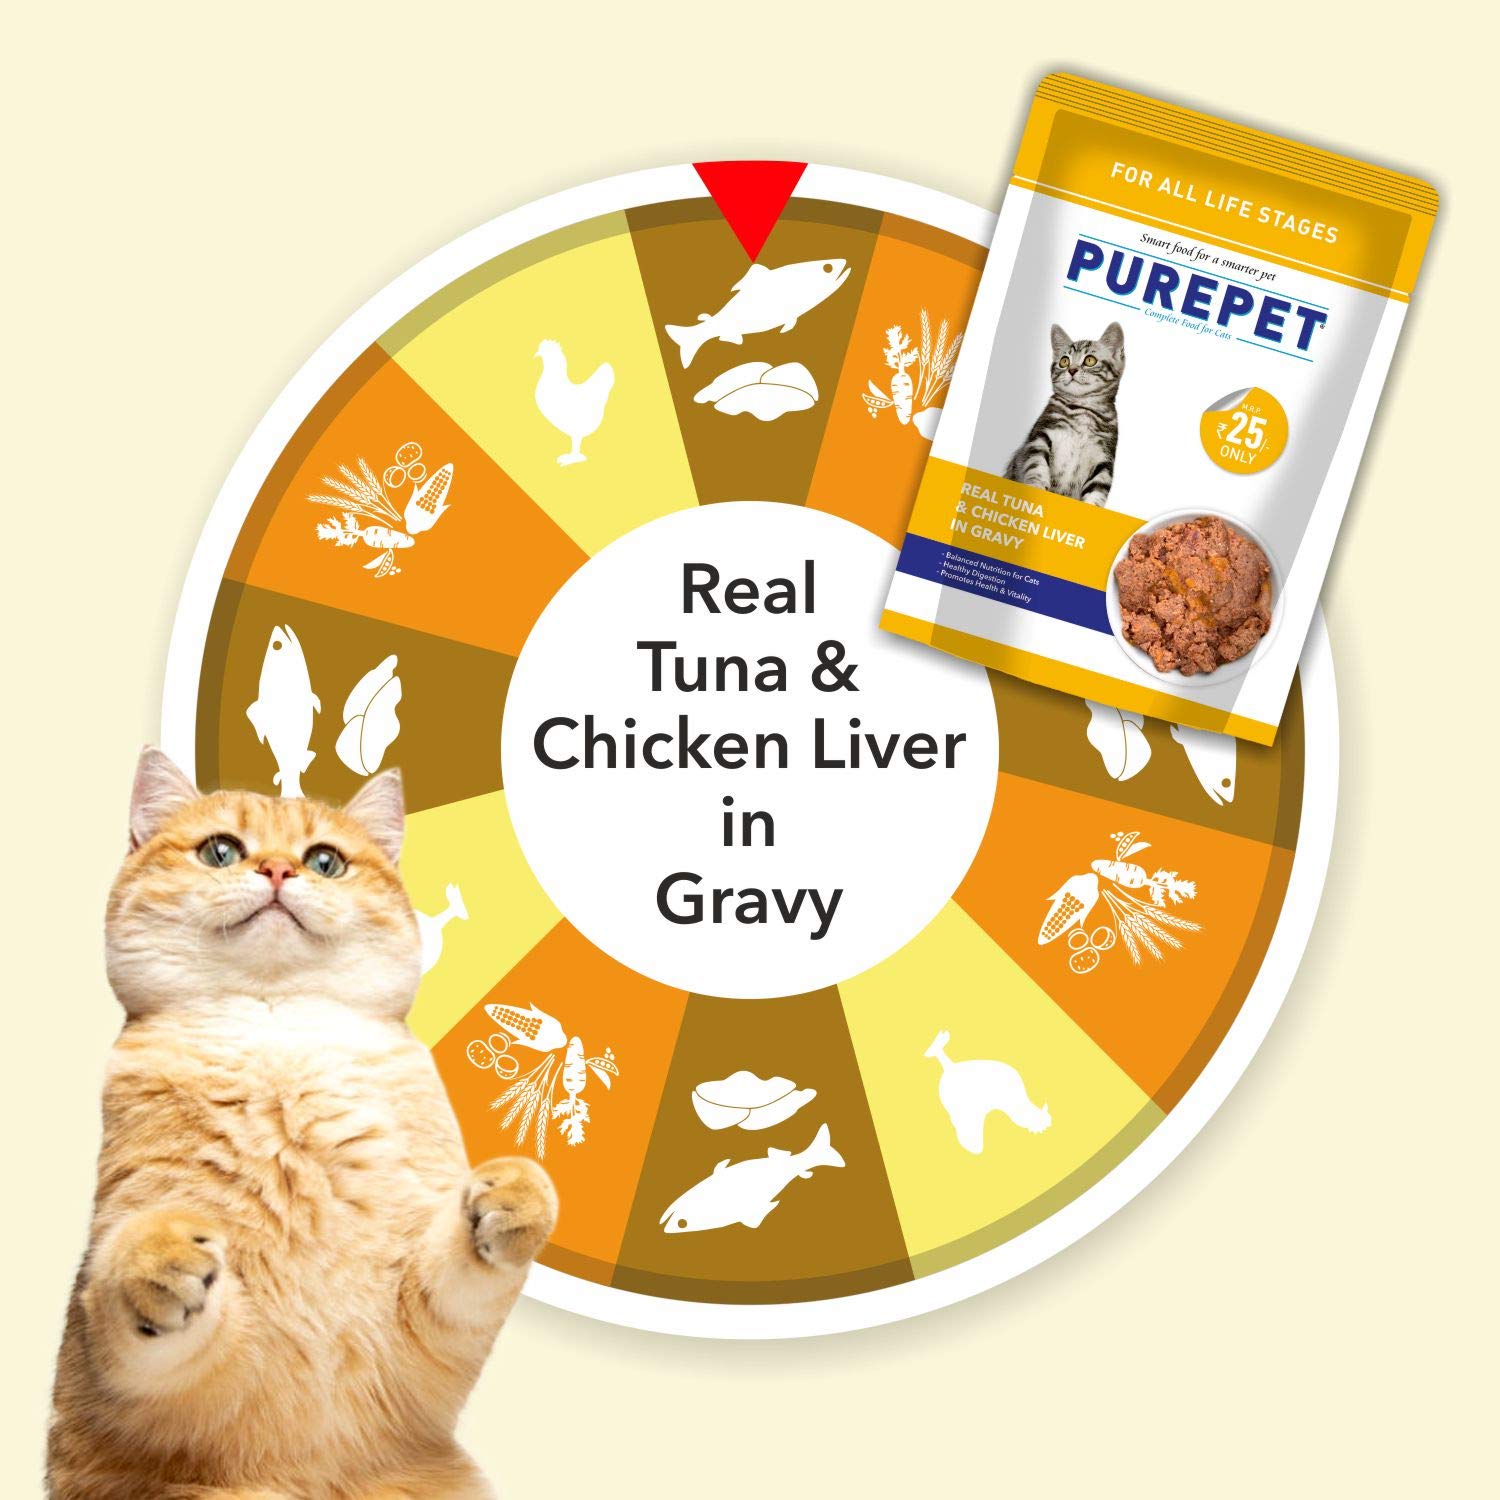 FOR ALL LIFE STAGES
Smart food for a smarter pet
PUREPET®
Complete Food for Cats
M.R.P
₹25/-
ONLY
REAL TUNA
& CHICKEN LIVER
IN GRAVY
- Balanced Nutrition for Cats
- Healthy Digestion
- Promotes Health & Vitality
Real
Tuna &
Chicken Liver
in
Gravy